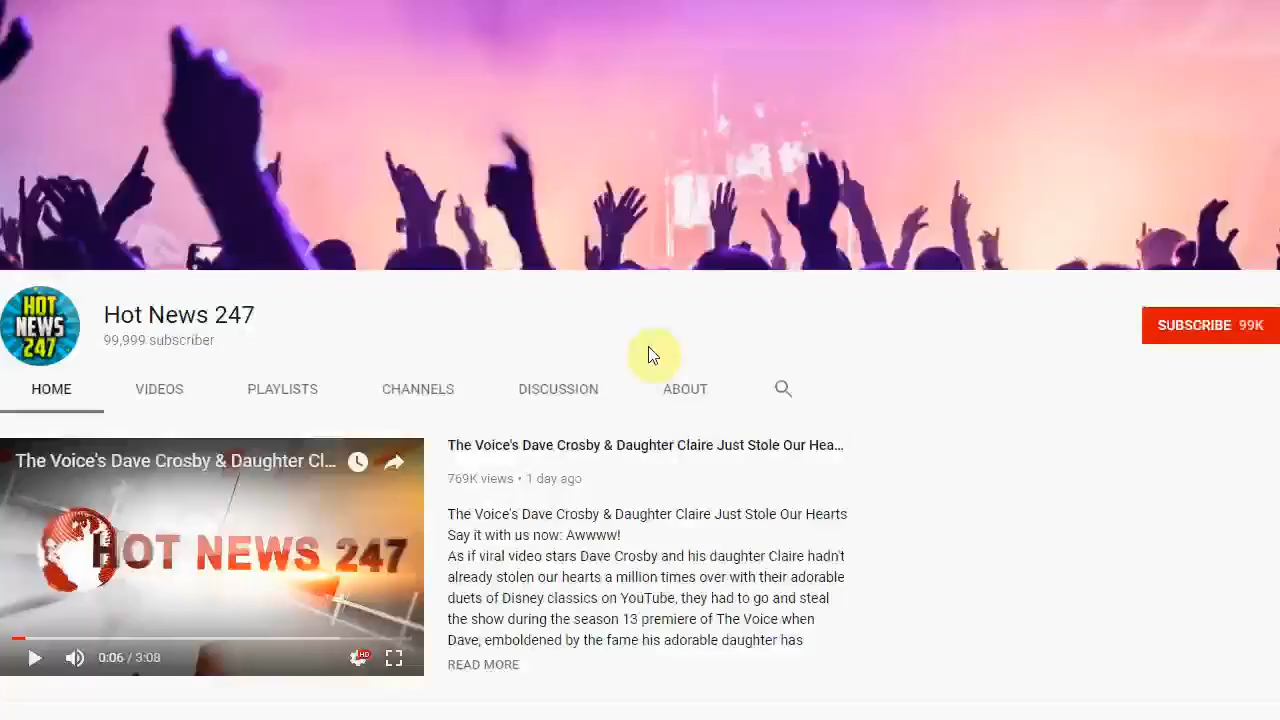 HOT
NEWS
247
Hot News 247
99,999 subscriber
SUBSCRIBE 99K
HOME VIDEOS PLAYLISTS CHANNELS DISCUSSION ABOUT
The Voice's Dave Crosby & Daughter Cl...
HOT NEWS 247
0:06 / 3:08
HD
The Voice's Dave Crosby & Daughter Claire Just Stole Our Hea...
769K views • 1 day ago
The Voice's Dave Crosby & Daughter Claire Just Stole Our Hearts
Say it with us now: Awwww!
As if viral video stars Dave Crosby and his daughter Claire hadn't
already stolen our hearts a million times over with their adorable
duets of Disney classics on YouTube, they had to go and steal
the show during the season 13 premiere of The Voice when
Dave, emboldened by the fame his adorable daughter has
READ MORE